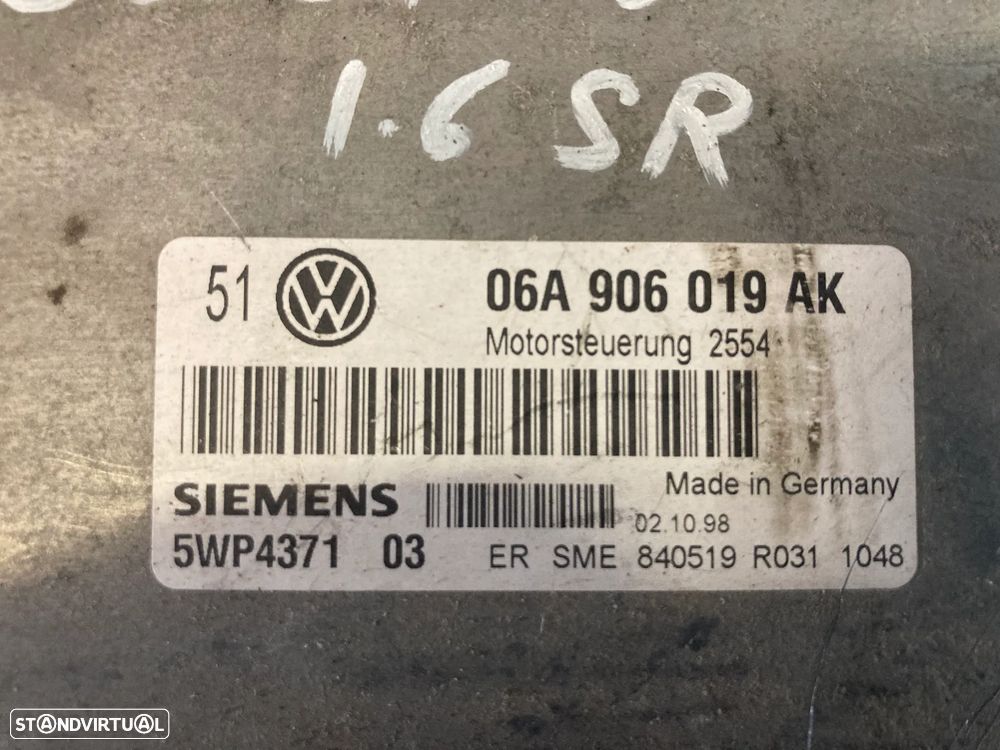 1.6 SR
51 06A 906 019 AK
Motorsteuerung 2554
Made in Germany
SIEMENS
02.10.98
5WP4371 03 ER SME 840519 R031 1048
STANDVIRTUAL